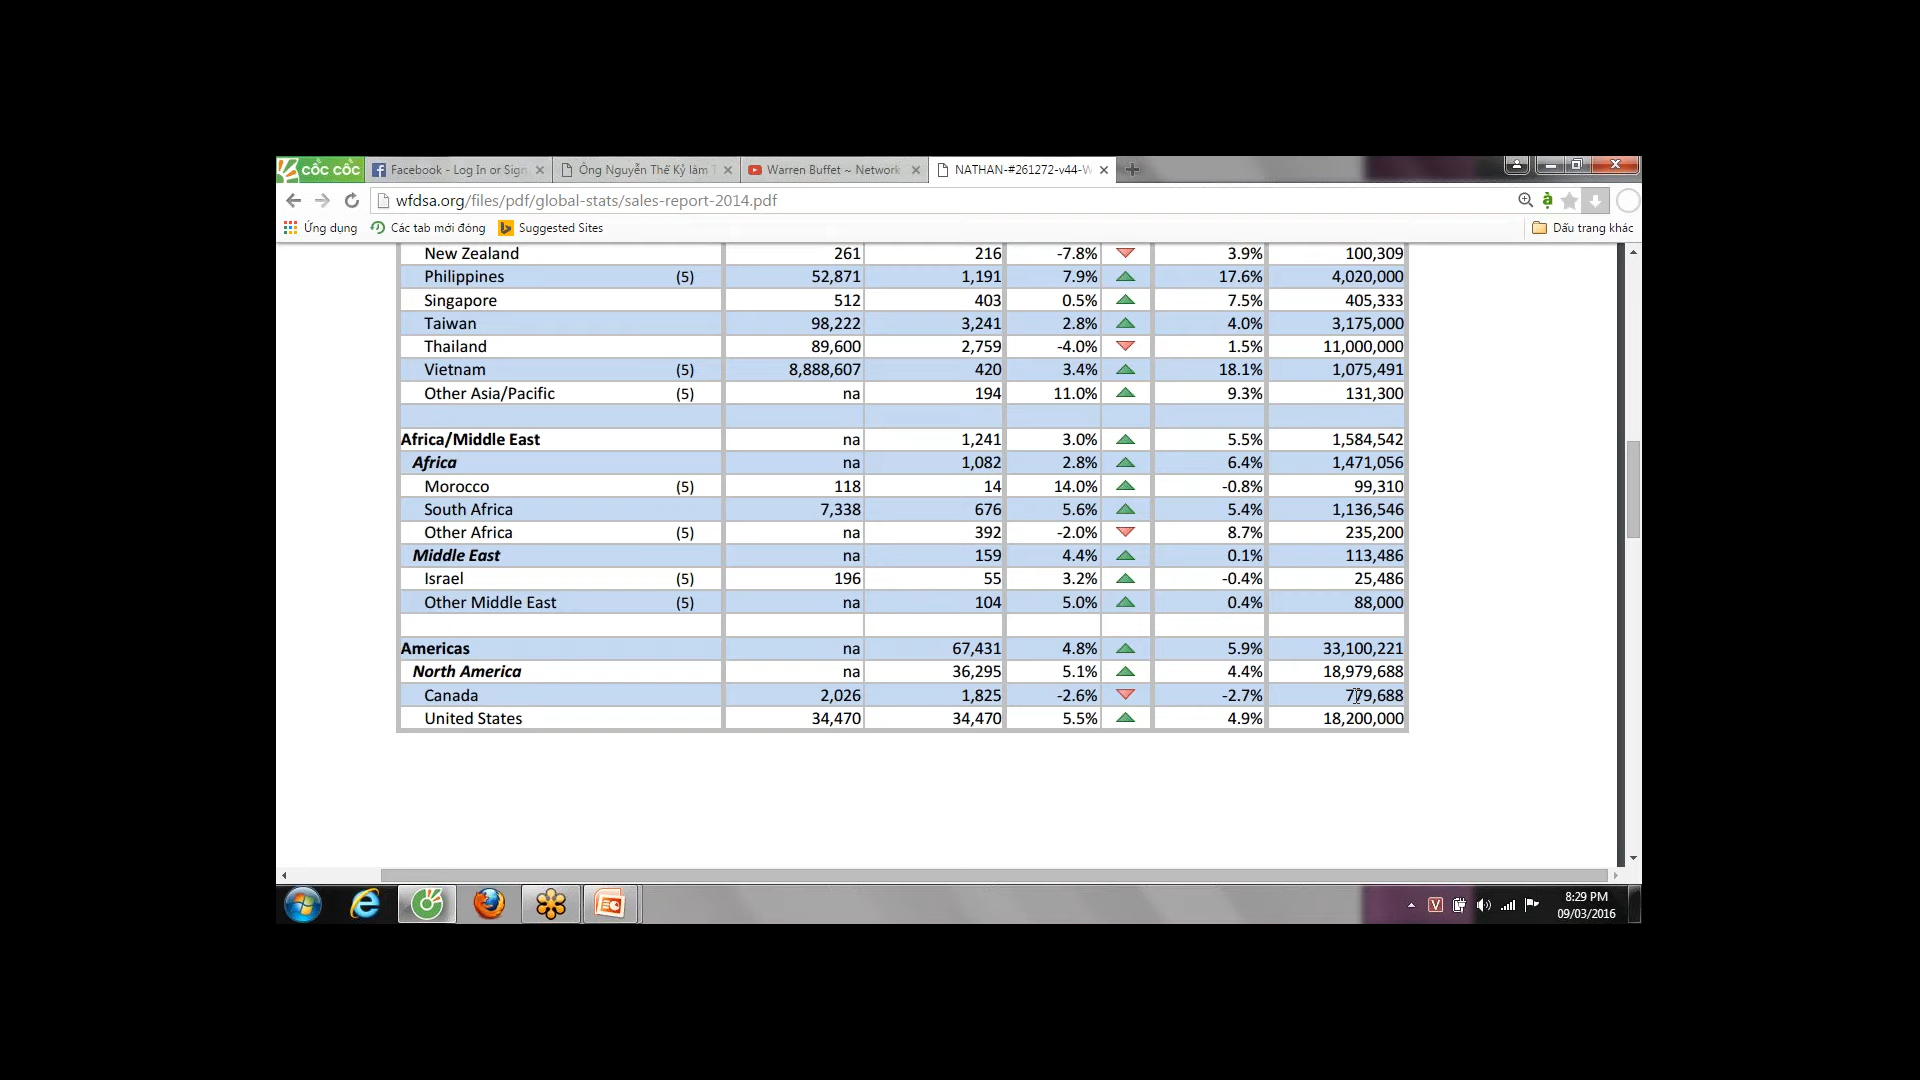 cốc cốc Facebook - Log In or Sign Ông Nguyễn Thế Kỷ làm T Warren Buffet ~ Network NATHAN-#261272-v44-W
wfdsa.org/files/pdf/global-stats/sales-report-2014.pdf
Ứng dụng Các tab mới đóng Suggested Sites Dấu trang khác
New Zealand 261 216 -7.8% 3.9% 100,309
Philippines (5) 52,871 1,191 7.9% 17.6% 4,020,000
Singapore 512 403 0.5% 7.5% 405,333
Taiwan 98,222 3,241 2.8% 4.0% 3,175,000
Thailand 89,600 2,759 -4.0% 1.5% 11,000,000
Vietnam (5) 8,888,607 420 3.4% 18.1% 1,075,491
Other Asia/Pacific (5) na 194 11.0% 9.3% 131,300
Africa/Middle East na 1,241 3.0% 5.5% 1,584,542
Africa na 1,082 2.8% 6.4% 1,471,056
Morocco (5) 118 14 14.0% -0.8% 99,310
South Africa 7,338 676 5.6% 5.4% 1,136,546
Other Africa (5) na 392 -2.0% 8.7% 235,200
Middle East na 159 4.4% 0.1% 113,486
Israel (5) 196 55 3.2% -0.4% 25,486
Other Middle East (5) na 104 5.0% 0.4% 88,000
Americas na 67,431 4.8% 5.9% 33,100,221
North America na 36,295 5.1% 4.4% 18,979,688
Canada 2,026 1,825 -2.6% -2.7% 779,688
United States 34,470 34,470 5.5% 4.9% 18,200,000
8:29 PM
09/03/2016